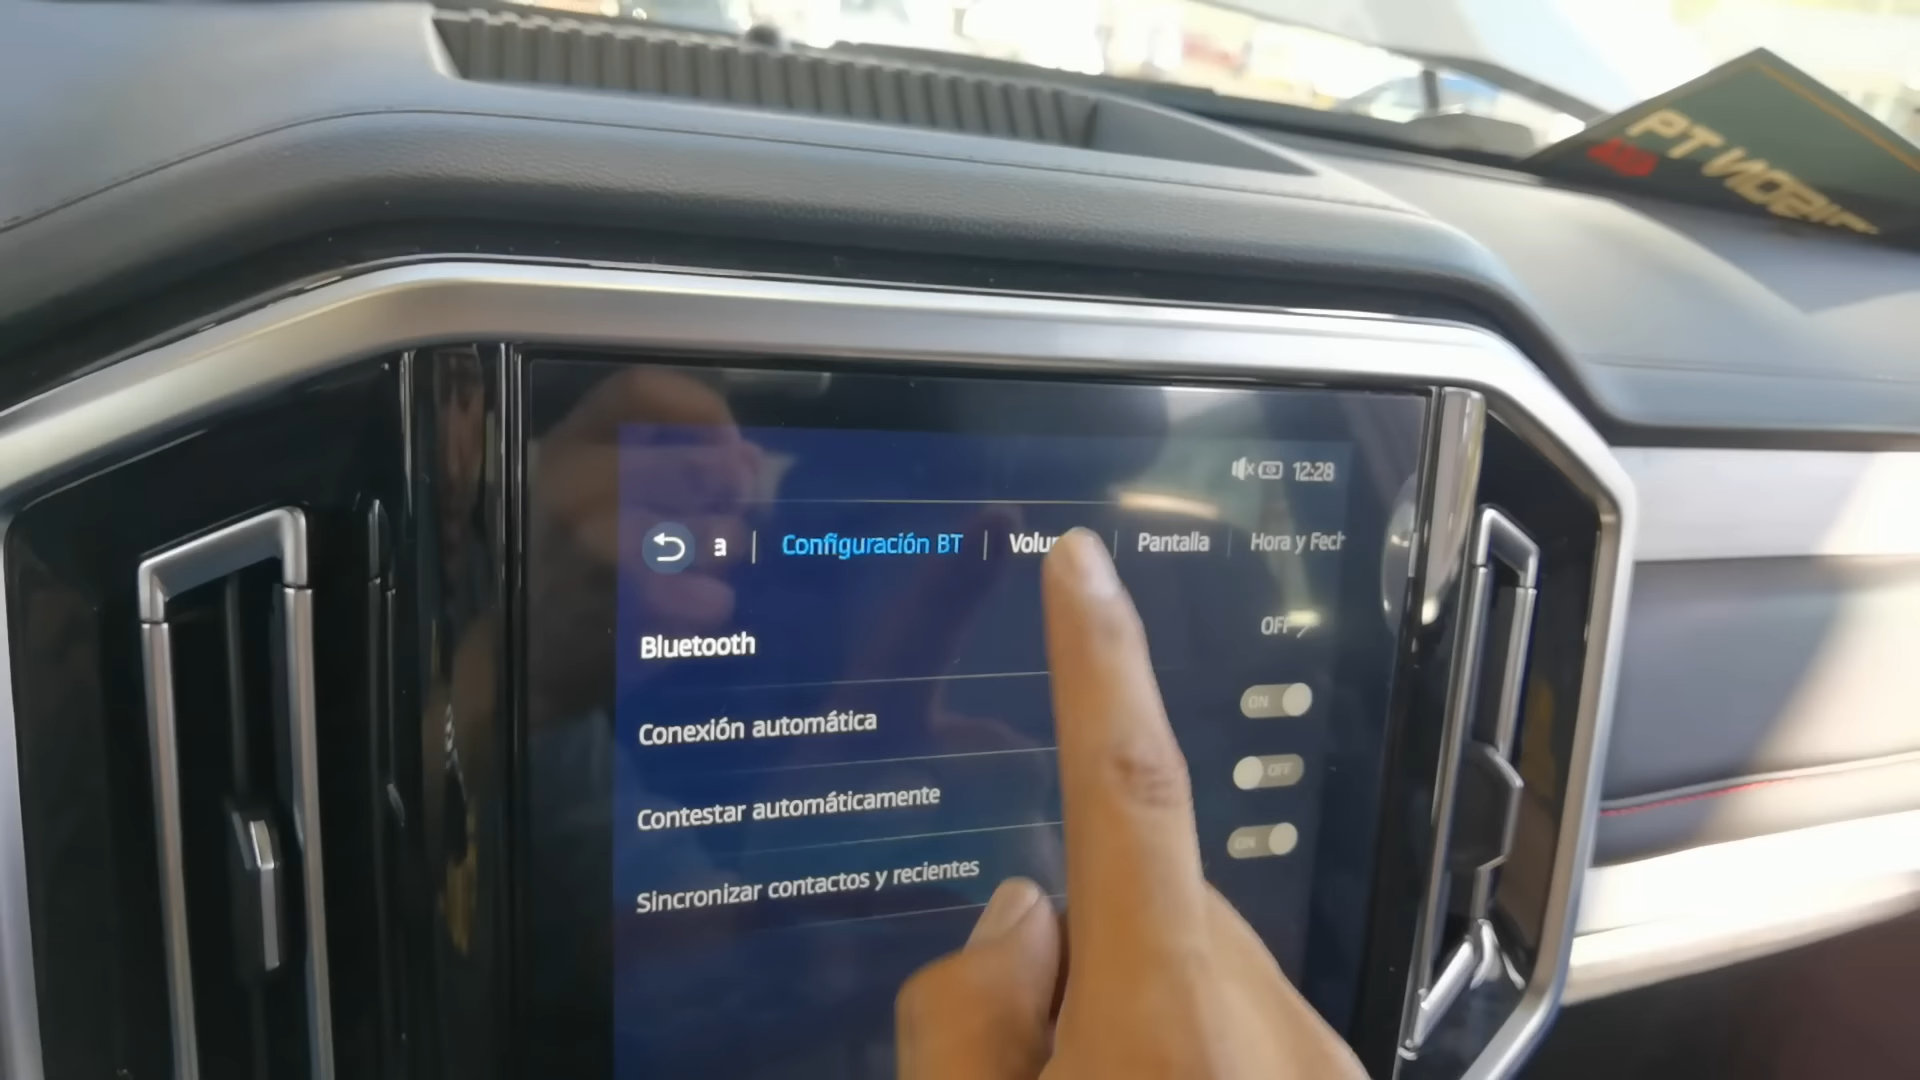 12:28
a | Configuración BT | Volu | Pantalla | Hora y Fech
Bluetooth OFF
Conexión automática ON
Contestar automáticamente OFF
Sincronizar contactos y recientes ON